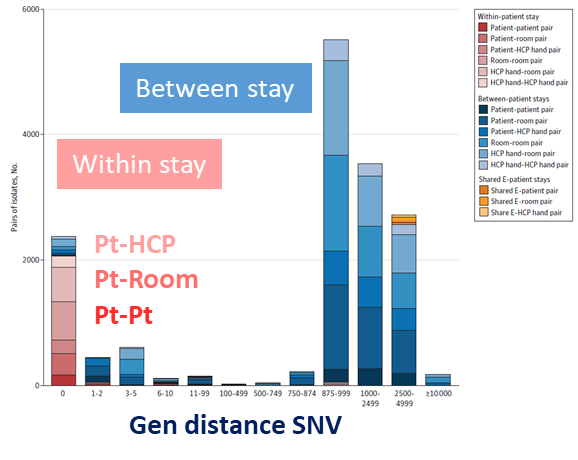 6000
4000
2000
0
Pairs of isolates, No.
Between stay
Within stay
Pt-HCP
Pt-Room
Pt-Pt
0
1-2
3-5
6-10
11-99
100-499
500-749
750-874
875-999
1000-
2499
2500-
4999
≥10000
Gen distance SNV
Within-patient stay
Patient-patient pair
Patient-room pair
Patient-HCP hand pair
Room-room pair
HCP hand-room pair
HCP hand-HCP hand pair
Between-patient stays
Patient-patient pair
Patient-room pair
Patient-HCP hand pair
Room-room pair
HCP hand-room pair
HCP hand-HCP hand pair
Shared E-patient stays
Shared E-patient pair
Shared E-room pair
Share E-HCP hand pair